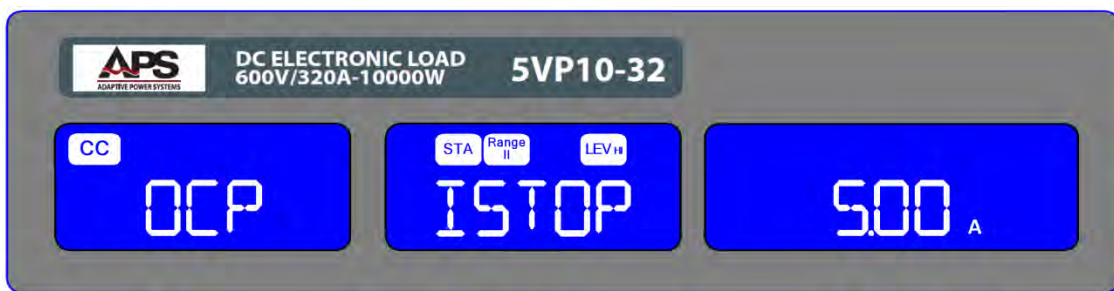 APS
ADAPTIVE POWER SYSTEMS
DC ELECTRONIC LOAD
600V/320A-10000W
5VP10-32
CC
OCP
STA
Range
II
LEV HI
ISTOP
5.00 A